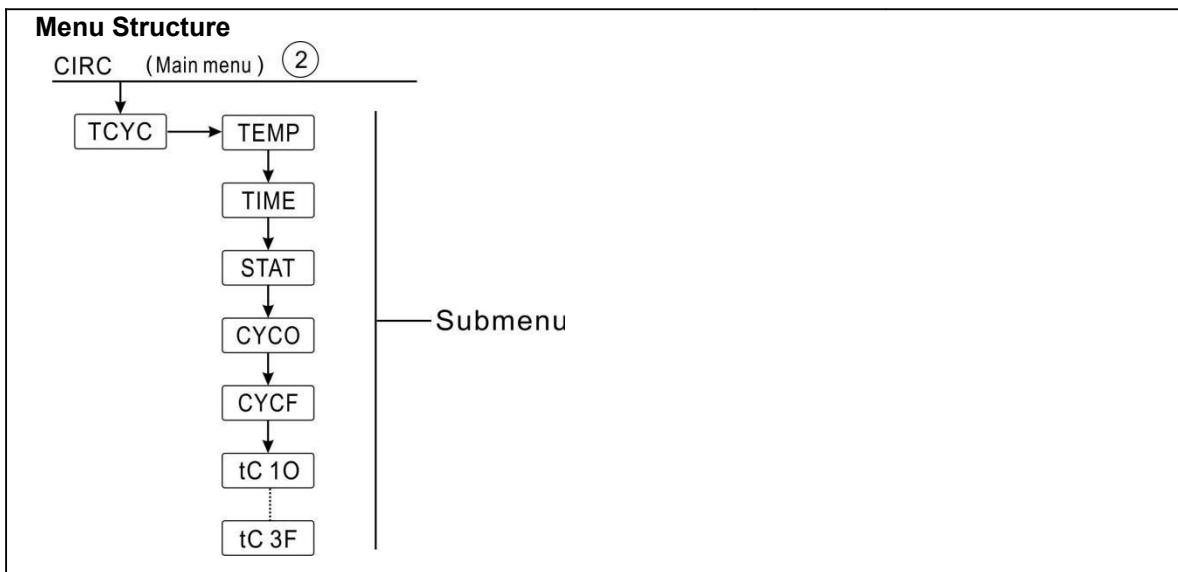 Menu Structure
CIRC (Main menu) 2
TCYC TEMP
TIME
STAT
CYCO
Submenu
CYCF
tC 1O
tC 3F